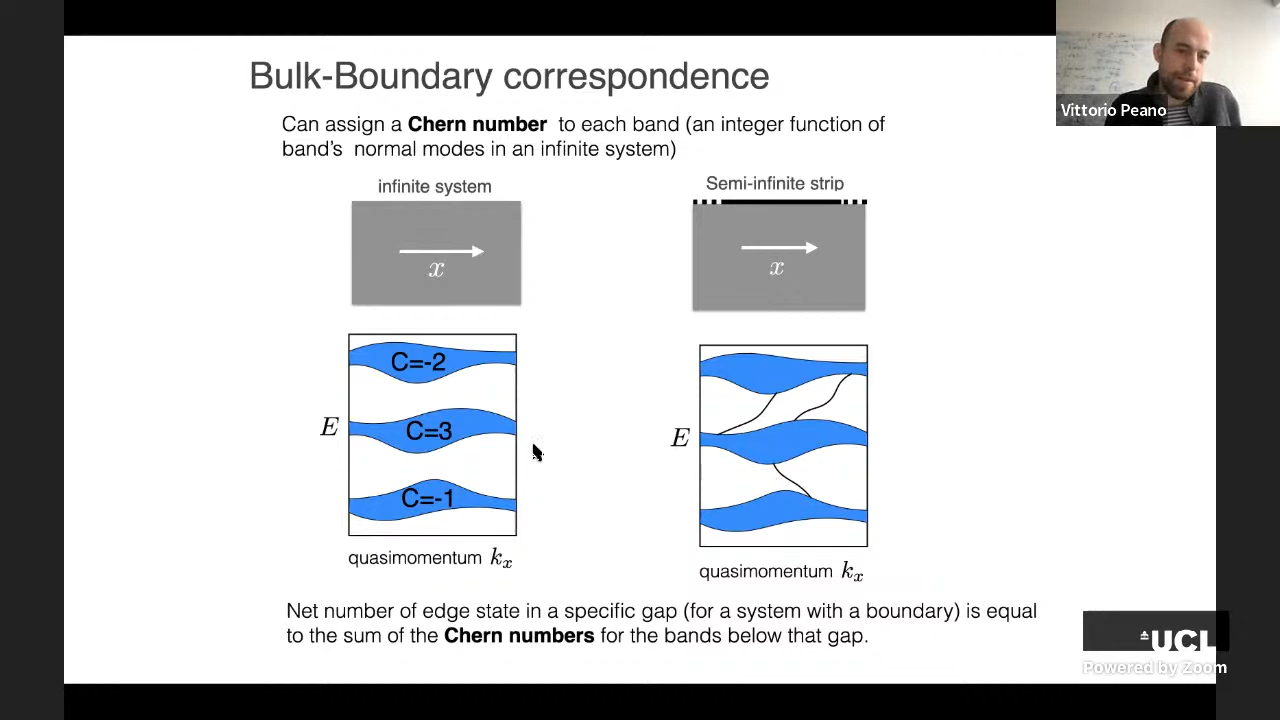 Bulk-Boundary correspondence
Can assign a Chern number to each band (an integer function of
band's normal modes in an infinite system)
infinite system
x
Semi-infinite strip
x
C=-2
C=3
C=-1
E
quasimomentum kₓ
E
quasimomentum kₓ
Net number of edge state in a specific gap (for a system with a boundary) is equal
to the sum of the Chern numbers for the bands below that gap.
Vittorio Peano
UCL
Powered by Zoom